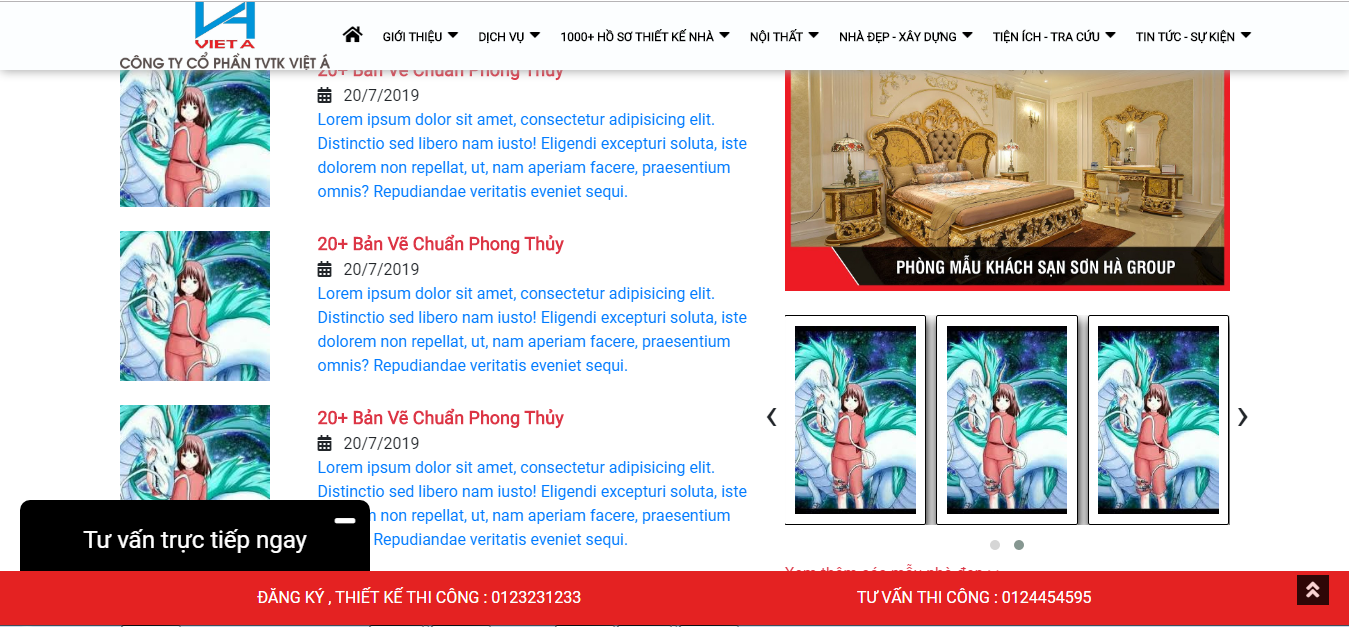 VIET A
CÔNG TY CỔ PHẦN TVTK VIỆT Á
GIỚI THIỆU
DỊCH VỤ
1000+ HỒ SƠ THIẾT KẾ NHÀ
NỘI THẤT
NHÀ ĐẸP - XÂY DỰNG
TIỆN ÍCH - TRA CỨU
TIN TỨC - SỰ KIỆN
20+ Bản Vẽ Chuẩn Phong Thủy
20/7/2019
Lorem ipsum dolor sit amet, consectetur adipisicing elit.
Distinctio sed libero nam iusto! Eligendi excepturi soluta, iste
dolorem non repellat, ut, nam aperiam facere, praesentium
omnis? Repudiandae veritatis eveniet sequi.
20+ Bản Vẽ Chuẩn Phong Thủy
20/7/2019
Lorem ipsum dolor sit amet, consectetur adipisicing elit.
Distinctio sed libero nam iusto! Eligendi excepturi soluta, iste
dolorem non repellat, ut, nam aperiam facere, praesentium
omnis? Repudiandae veritatis eveniet sequi.
20+ Bản Vẽ Chuẩn Phong Thủy
20/7/2019
Lorem ipsum dolor sit amet, consectetur adipisicing elit.
Distinctio sed libero nam iusto! Eligendi excepturi soluta, iste
non repellat, ut, nam aperiam facere, praesentium
Repudiandae veritatis eveniet sequi.
PHÒNG MẪU KHÁCH SẠN SƠN HÀ GROUP
Xem thêm các mẫu nhà đẹp >>
Tư vấn trực tiếp ngay
ĐĂNG KÝ , THIẾT KẾ THI CÔNG : 0123231233
TƯ VẤN THI CÔNG : 0124454595